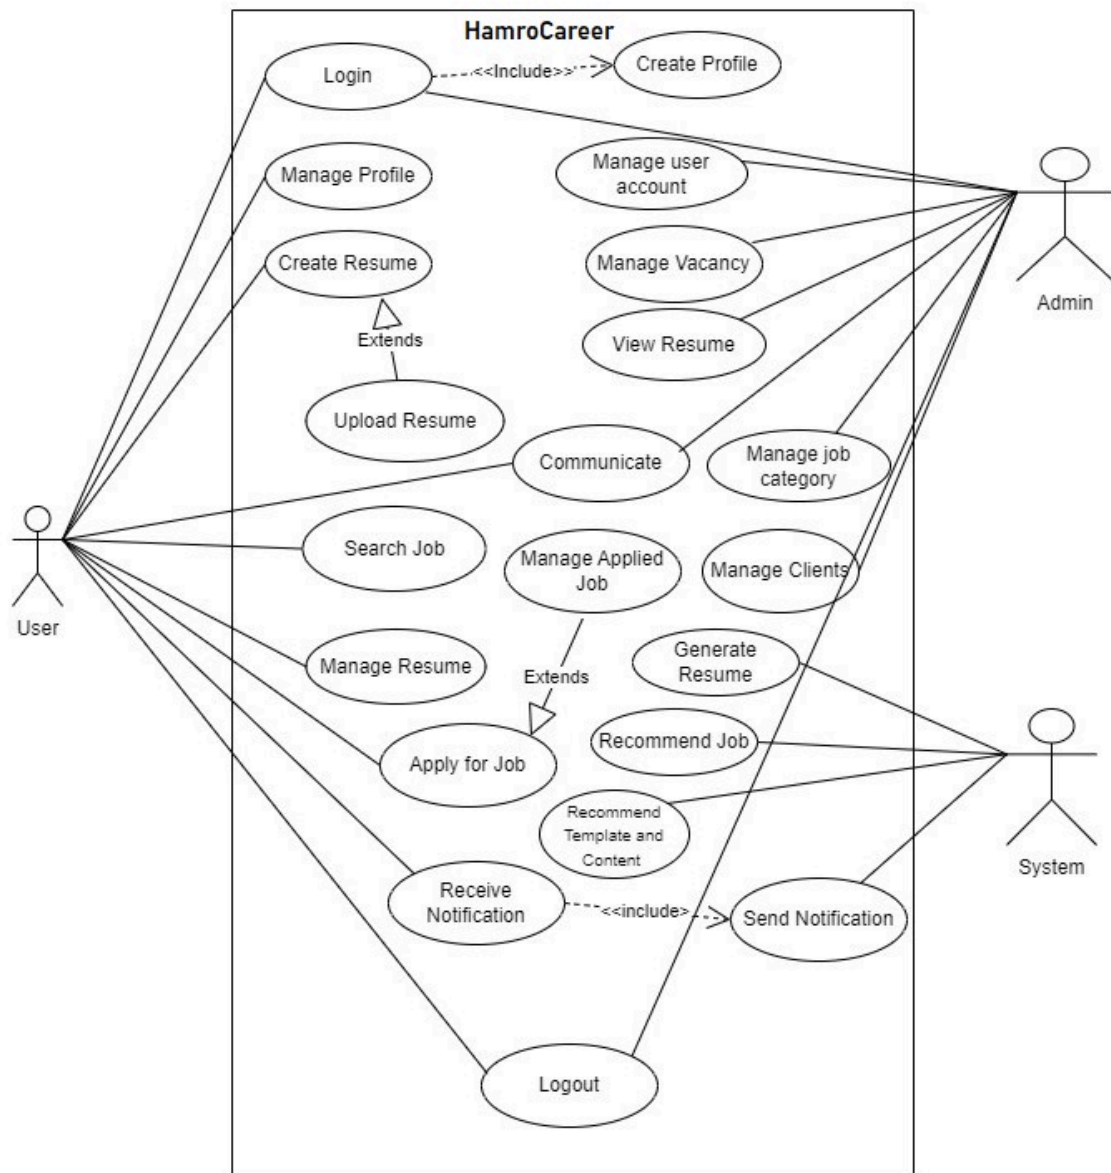 HamroCareer
Login
<<Include>>
Create Profile
Manage Profile
Manage user
account
Create Resume
Manage Vacancy
Admin
Extends
View Resume
Upload Resume
Communicate
Manage job
category
Search Job
Manage Applied
Job
Manage Clients
User
Manage Resume
Extends
Generate
Resume
Apply for Job
Recommend Job
Recommend
Template and
Content
System
Receive
Notification
<<include>
Send Notification
Logout